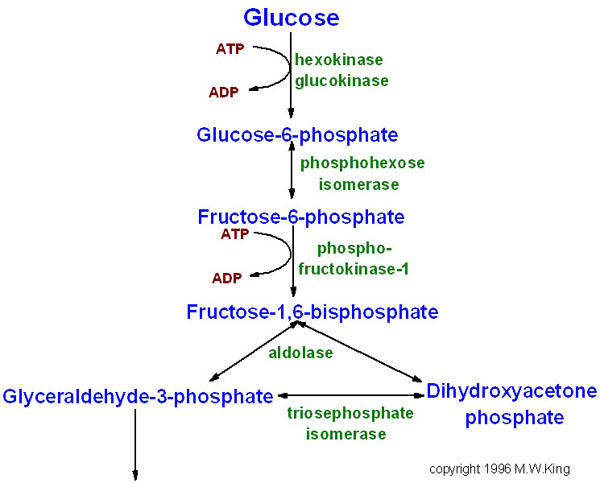 Glucose
ATP
hexokinase
glucokinase
ADP
Glucose-6-phosphate
phosphohexose
isomerase
Fructose-6-phosphate
ATP
phospho-
fructokinase-1
ADP
Fructose-1,6-bisphosphate
aldolase
Glyceraldehyde-3-phosphate
Dihydroxyacetone
phosphate
triosephosphate
isomerase
copyright 1996 M.W.King